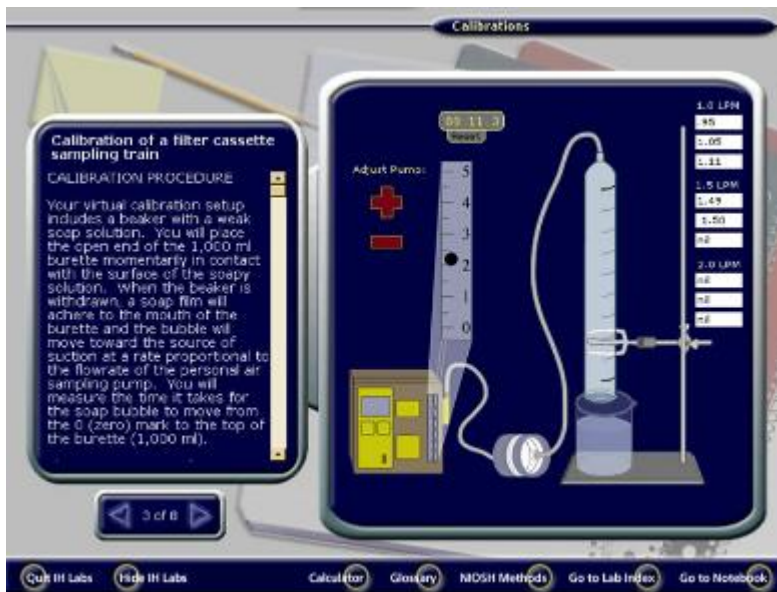 Calibrations
Calibration of a filter cassette
sampling train
CALIBRATION PROCEDURE
Your virtual calibration setup
includes a beaker with a weak
soap solution. You will place
the open end of the 1,000 ml
burette momentarily in contact
with the surface of the soapy
solution. When the beaker is
withdrawn, a soap film will
adhere to the mouth of the
burette and the bubble will
move toward the source of
suction at a rate proportional to
the flowrate of the personal air
sampling pump. You will
measure the time it takes for
the soap bubble to move from
the 0 (zero) mark to the top of
the burette (1,000 ml).
3 of 8
Reset
Adjust Pump:
5
4
3
2
1
0
1.0 LPM
.95
1.05
1.11
1.5 LPM
1.49
1.50
ml
2.0 LPM
ml
ml
ml
Quit IH Labs
Hide IH Labs
Calculator
Glossary
NIOSH Methods
Go to Lab Index
Go to Notebook